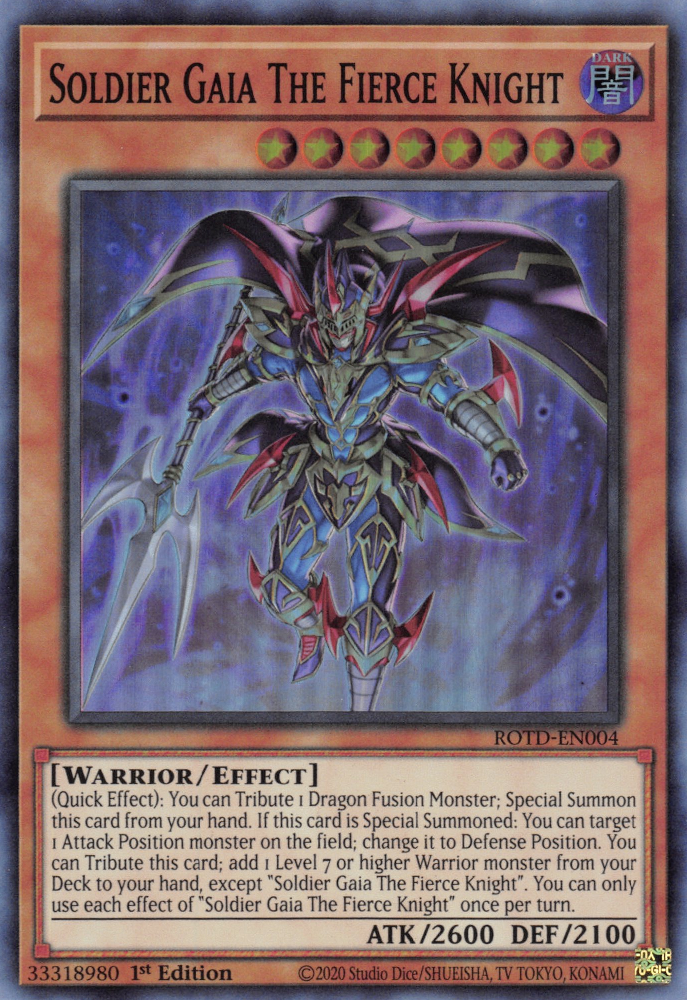 SOLDIER GAIA THE FIERCE KNIGHT
DARK
闇
ROTD-EN004
[WARRIOR/EFFECT]
(Quick Effect): You can Tribute 1 Dragon Fusion Monster; Special Summon
this card from your hand. If this card is Special Summoned: You can target
1 Attack Position monster on the field; change it to Defense Position. You
can Tribute this card; add 1 Level 7 or higher Warrior monster from your
Deck to your hand, except "Soldier Gaia The Fierce Knight". You can only
use each effect of "Soldier Gaia The Fierce Knight" once per turn.
ATK/2600 DEF/2100
33318980 1st Edition ©2020 Studio Dice/SHUEISHA, TV TOKYO, KONAMI